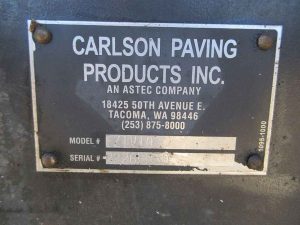 CARLSON PAVING
PRODUCTS INC.
AN ASTEC COMPANY
18425 50TH AVENUE E.
TACOMA, WA 98446
(253) 875-8000
MODEL #
SERIAL #
1098-1000